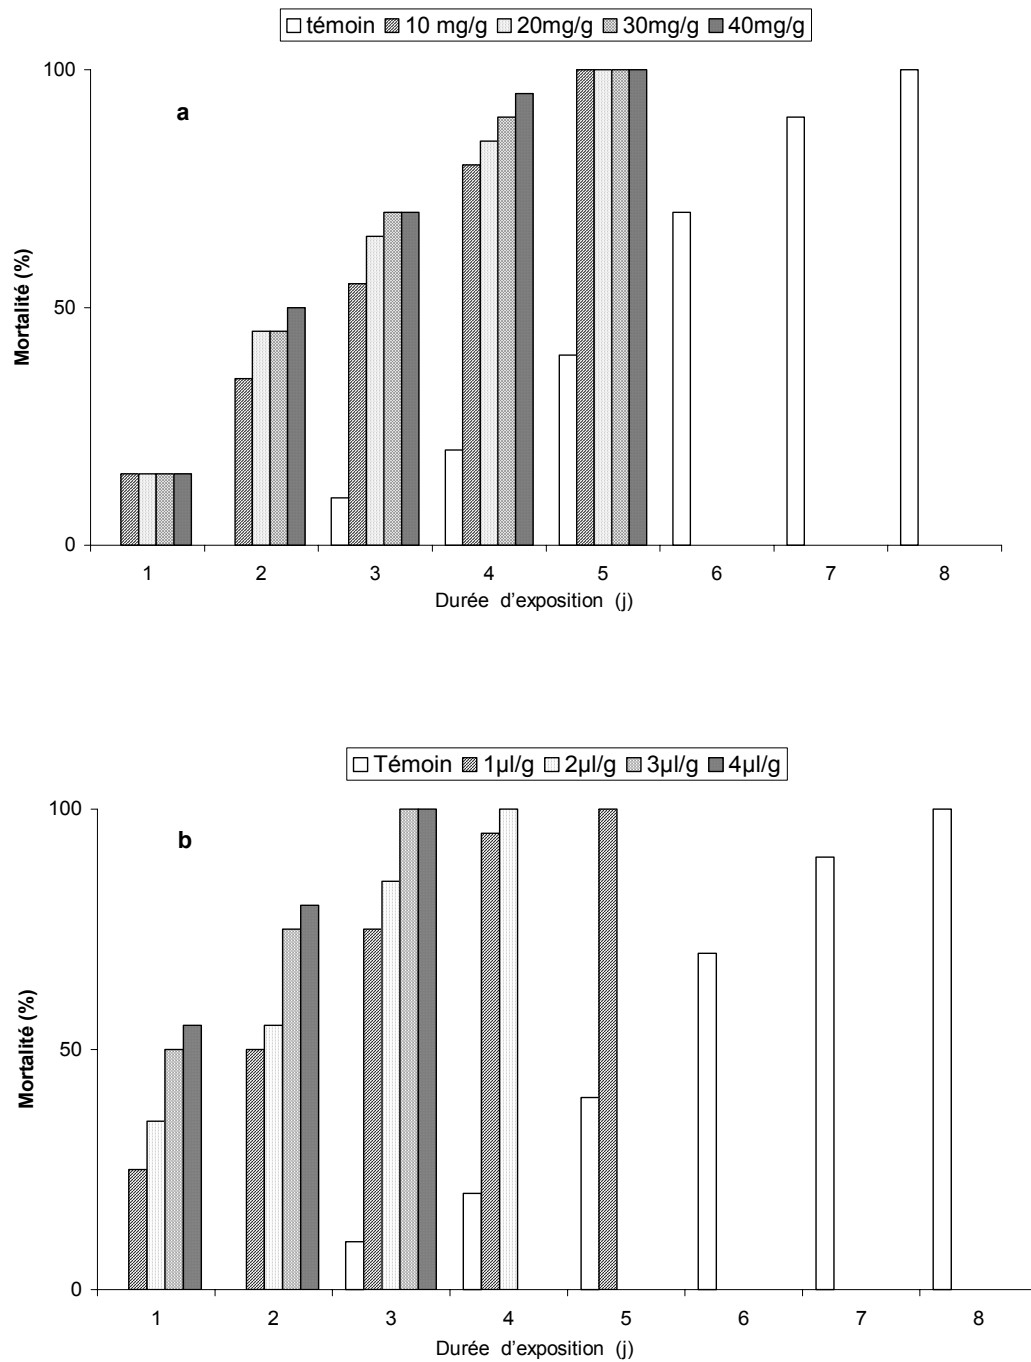 témoin 10 mg/g 20mg/g 30mg/g 40mg/g
100
a
50
Mortalité (%)
0
1 2 3 4 5 6 7 8
Durée d'exposition (j)
Témoin 1µl/g 2µl/g 3µl/g 4µl/g
100
b
50
Mortalité (%)
0
1 2 3 4 5 6 7 8
Durée d'exposition (j)